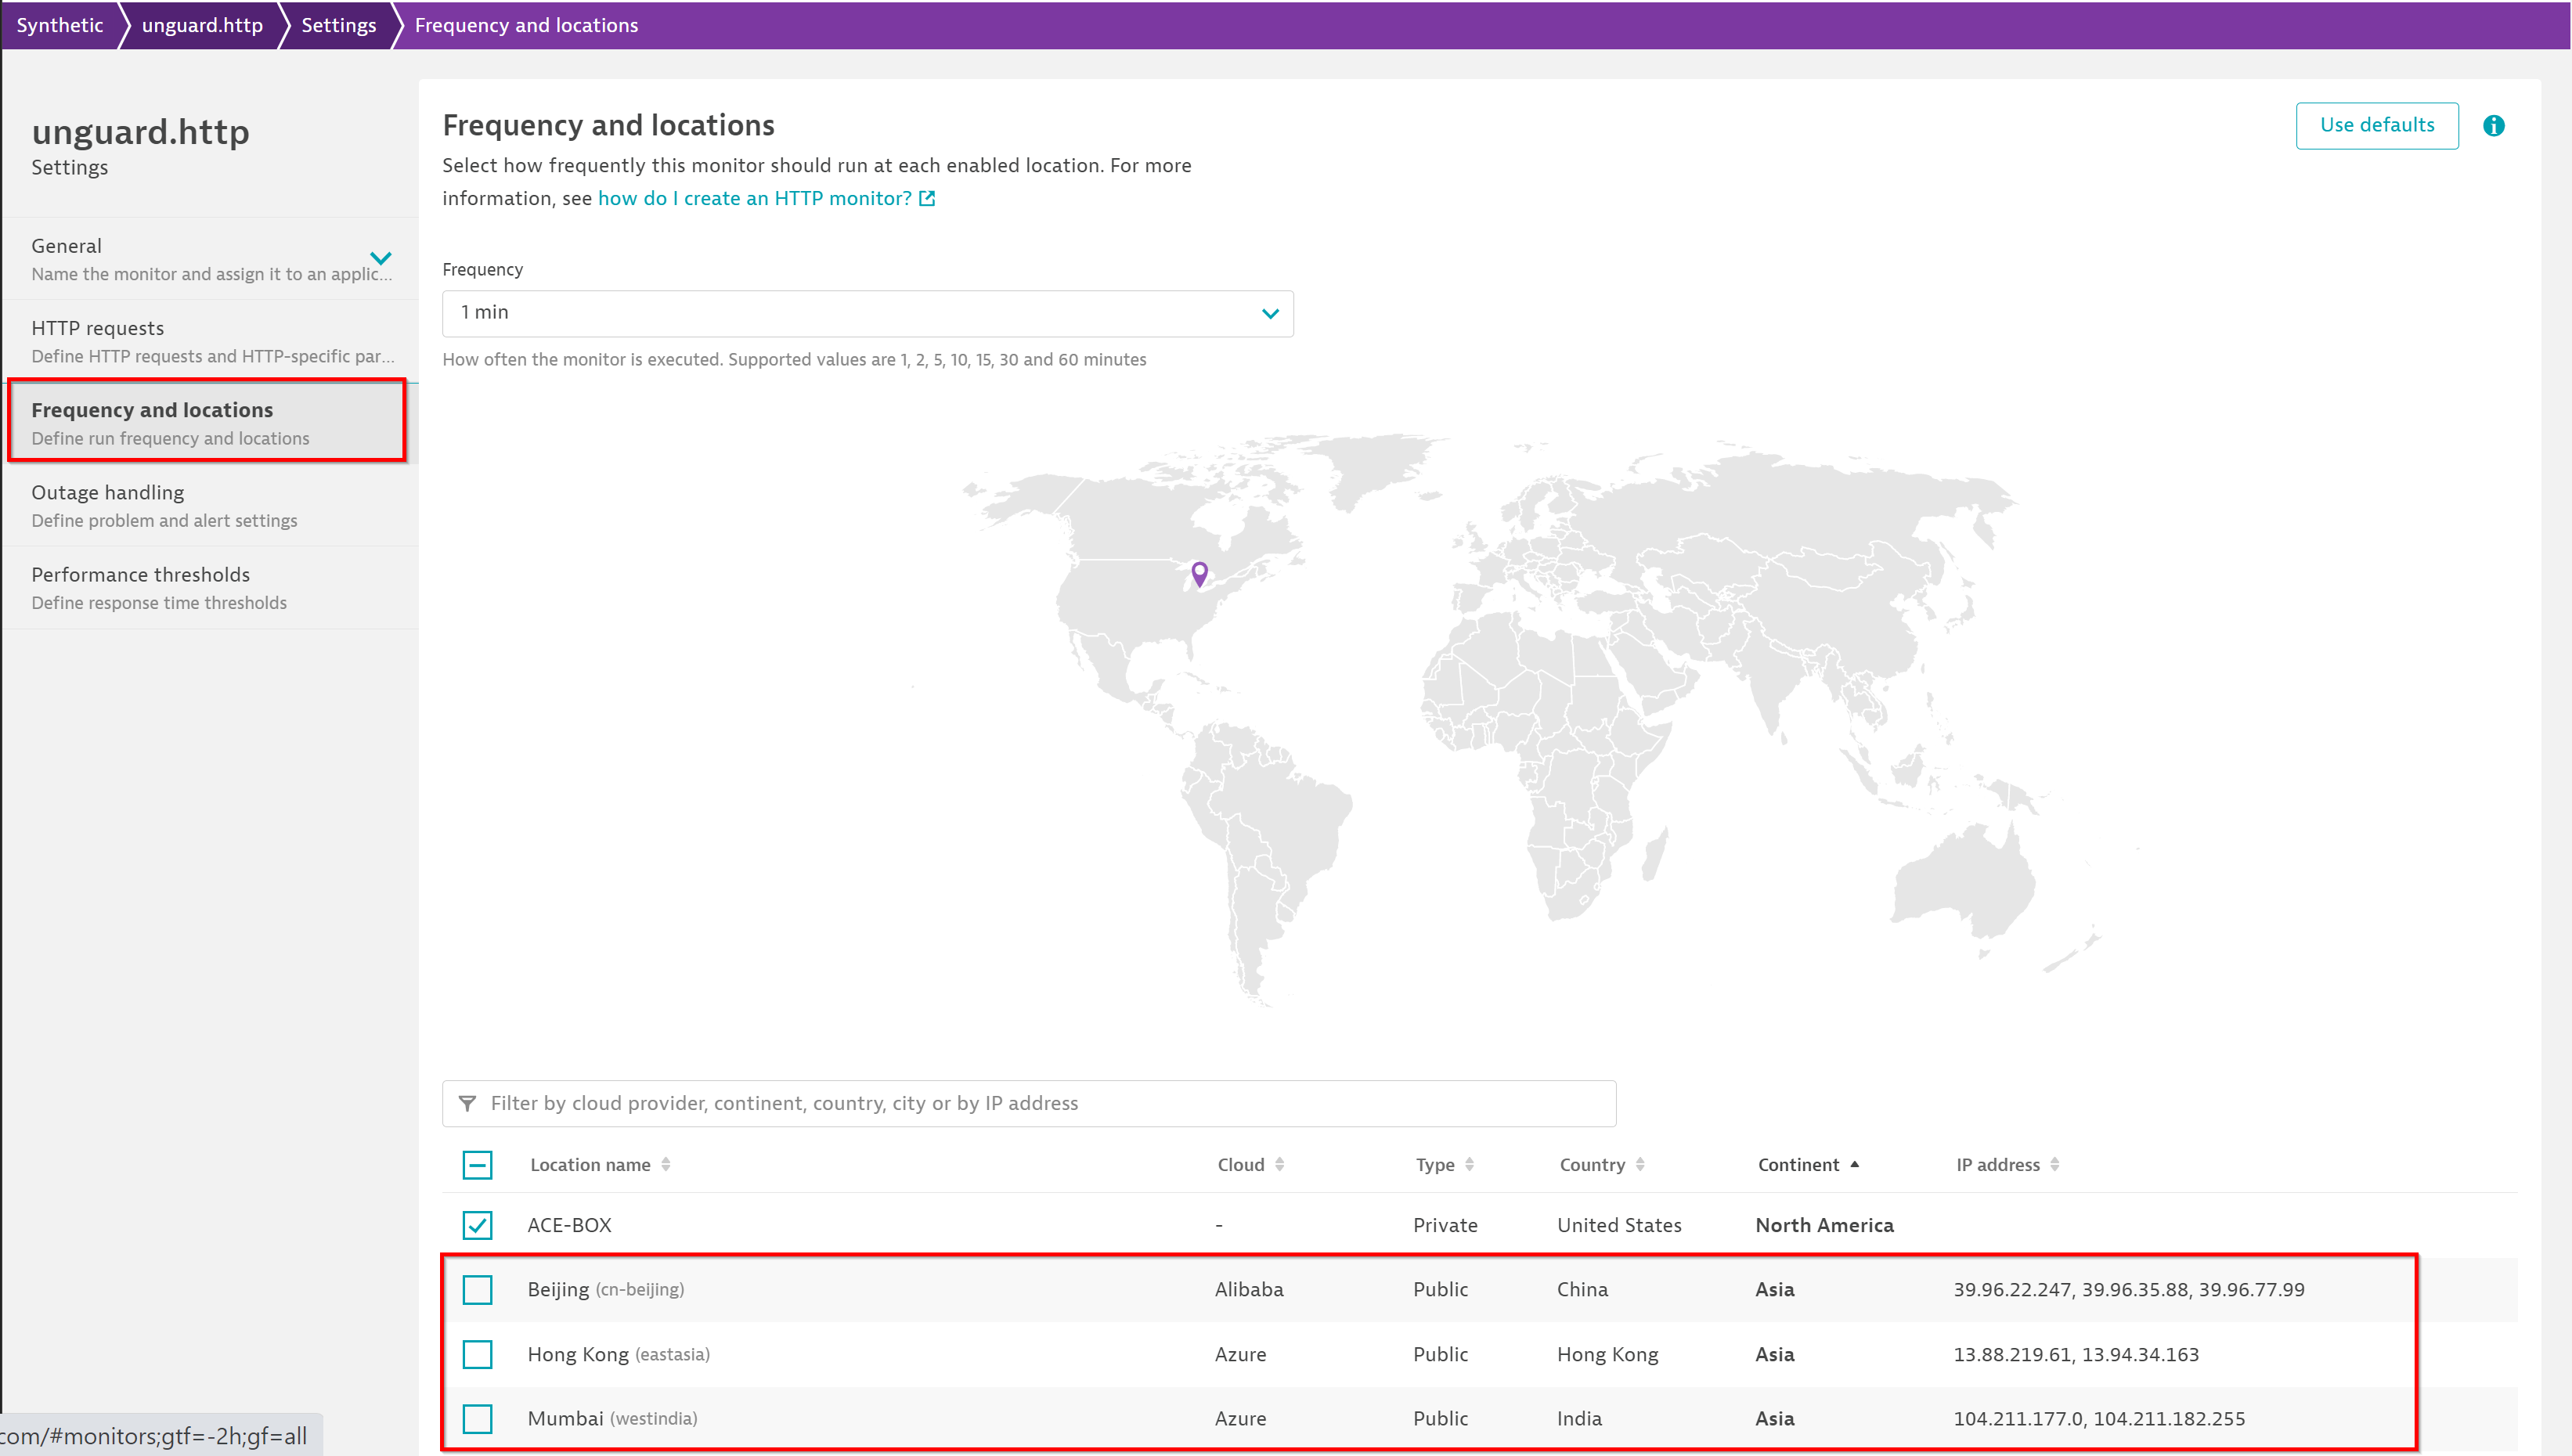 Synthetic
unguard.http
Settings
Frequency and locations
unguard.http
Settings
General
Name the monitor and assign it to an applic...
HTTP requests
Define HTTP requests and HTTP-specific par...
Frequency and locations
Define run frequency and locations
Outage handling
Define problem and alert settings
Performance thresholds
Define response time thresholds
Frequency and locations
Use defaults
Select how frequently this monitor should run at each enabled location. For more
information, see how do I create an HTTP monitor?
Frequency
1 min
How often the monitor is executed. Supported values are 1, 2, 5, 10, 15, 30 and 60 minutes
Filter by cloud provider, continent, country, city or by IP address
Location name Cloud Type Country Continent IP address
ACE-BOX - Private United States North America
Beijing (cn-beijing) Alibaba Public China Asia 39.96.22.247, 39.96.35.88, 39.96.77.99
Hong Kong (eastasia) Azure Public Hong Kong Asia 13.88.219.61, 13.94.34.163
Mumbai (westindia) Azure Public India Asia 104.211.177.0, 104.211.182.255
com/#monitors;gtf=-2h;gf=all